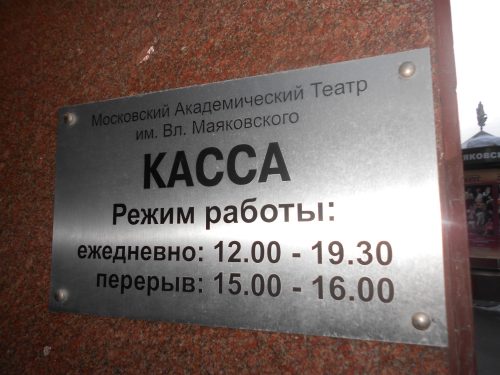 Московский Академический Театр
им. Вл. Маяковского
КАССА
Режим работы:
ежедневно: 12.00 - 19.30
перерыв: 15.00 - 16.00